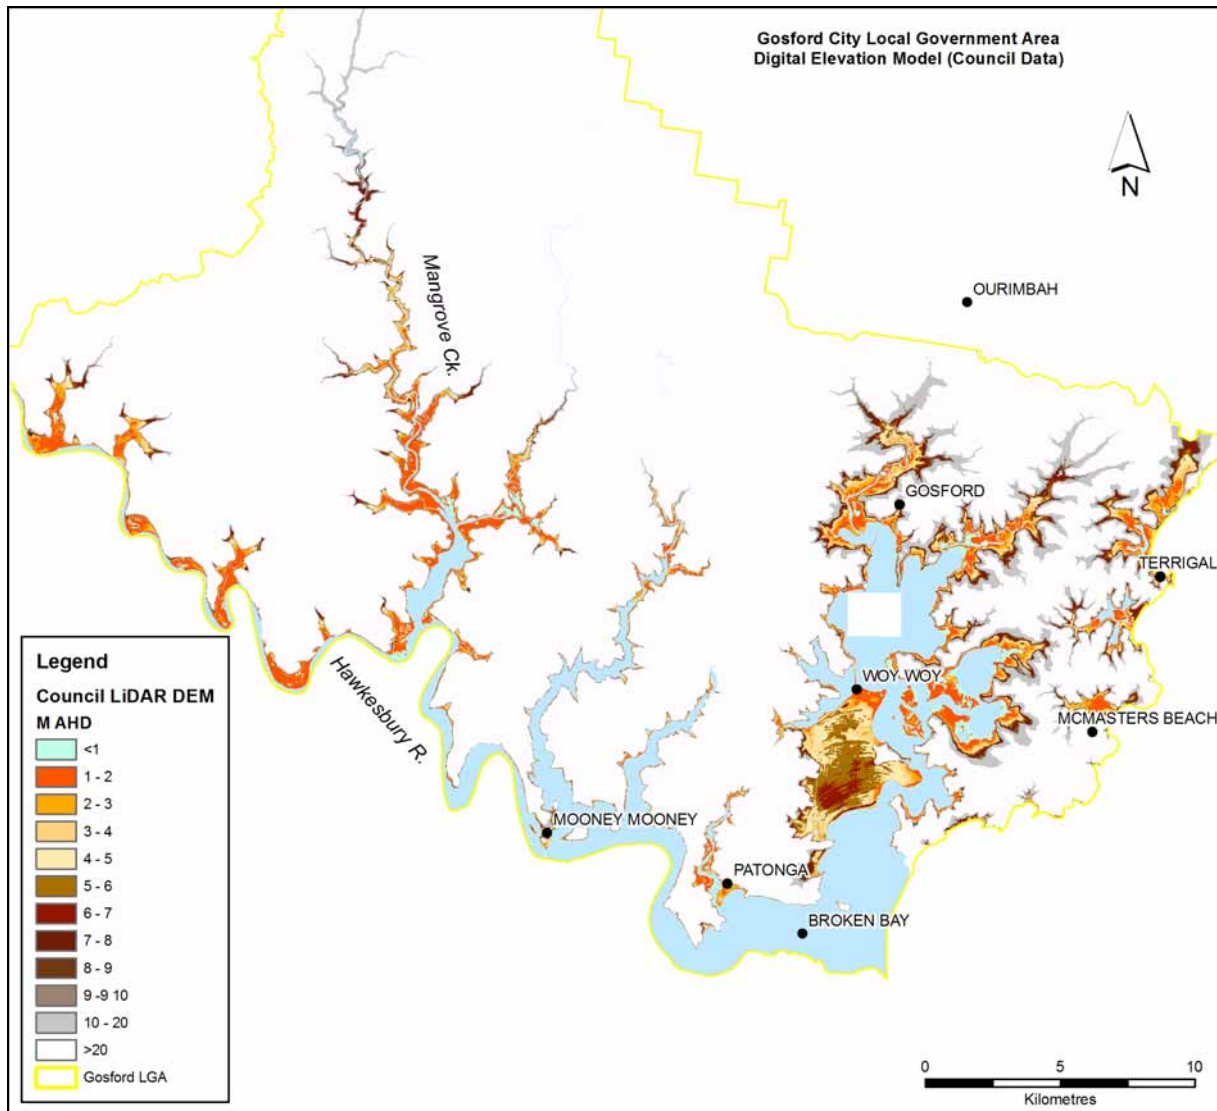 Gosford City Local Government Area
Digital Elevation Model (Council Data)
N
OURIMBAH
Mangrove Ck.
GOSFORD
TERRIGAL
WOY WOY
MCMASTERS BEACH
Hawkesbury R.
MOONEY MOONEY
PATONGA
BROKEN BAY
Legend
Council LiDAR DEM
M AHD
<1
1 - 2
2 - 3
3 - 4
4 - 5
5 - 6
6 - 7
7 - 8
8 - 9
9 -9 10
10 - 20
>20
Gosford LGA
0 5 10
Kilometres